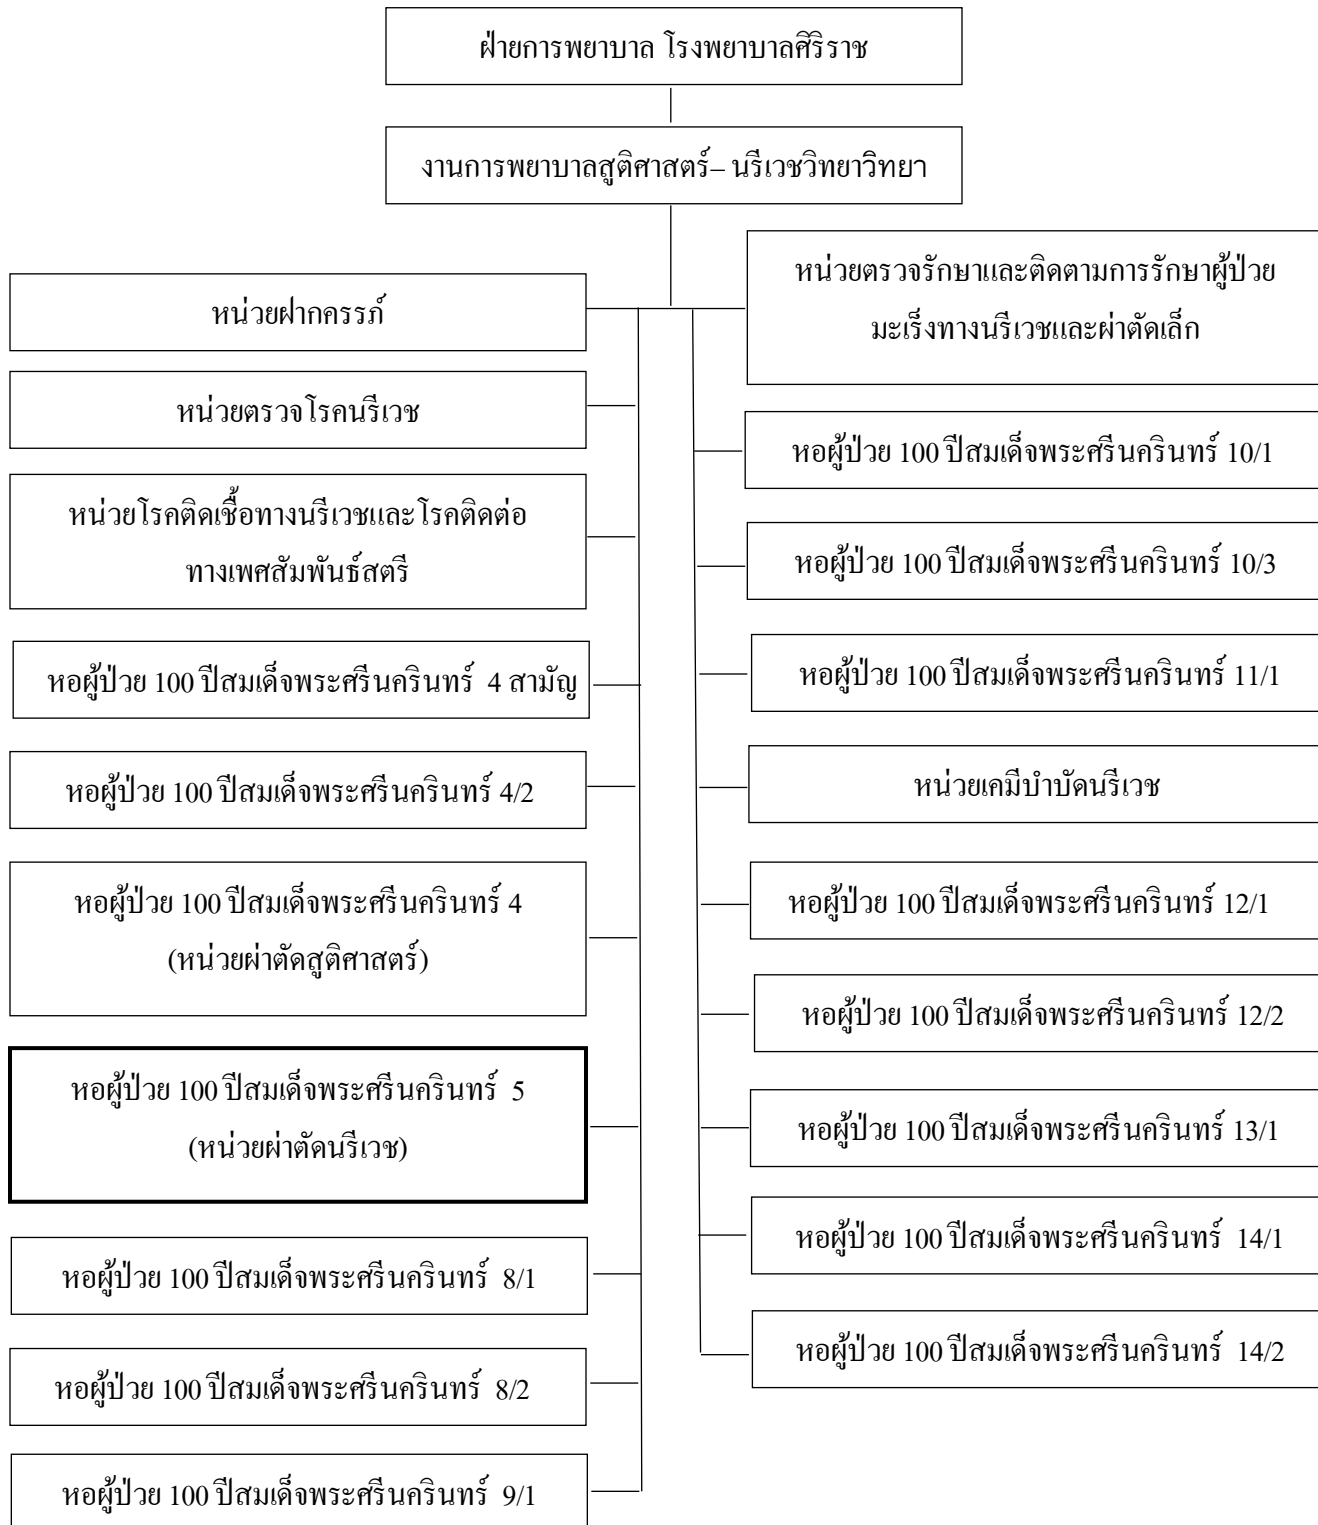 ฝ่ายการพยาบาล โรงพยาบาลศิริราช
งานการพยาบาลสูติศาสตร์– นรีเวชวิทยาวิทยา
หน่วยฝากครรภ์
หน่วยตรวจโรคนรีเวช
หน่วยโรคติดเชื้อทางนรีเวชและโรคติดต่อ
ทางเพศสัมพันธ์สตรี
หอผู้ป่วย 100 ปีสมเด็จพระศรีนครินทร์ 4 สามัญ
หอผู้ป่วย 100 ปีสมเด็จพระศรีนครินทร์ 4/2
หอผู้ป่วย 100 ปีสมเด็จพระศรีนครินทร์ 4
(หน่วยผ่าตัดสูติศาสตร์)
หอผู้ป่วย 100 ปีสมเด็จพระศรีนครินทร์ 5
(หน่วยผ่าตัดนรีเวช)
หอผู้ป่วย 100 ปีสมเด็จพระศรีนครินทร์ 8/1
หอผู้ป่วย 100 ปีสมเด็จพระศรีนครินทร์ 8/2
หอผู้ป่วย 100 ปีสมเด็จพระศรีนครินทร์ 9/1
หน่วยตรวจรักษาและติดตามการรักษาผู้ป่วย
มะเร็งทางนรีเวชและผ่าตัดเล็ก
หอผู้ป่วย 100 ปีสมเด็จพระศรีนครินทร์ 10/1
หอผู้ป่วย 100 ปีสมเด็จพระศรีนครินทร์ 10/3
หอผู้ป่วย 100 ปีสมเด็จพระศรีนครินทร์ 11/1
หน่วยเคมีบำบัดนรีเวช
หอผู้ป่วย 100 ปีสมเด็จพระศรีนครินทร์ 12/1
หอผู้ป่วย 100 ปีสมเด็จพระศรีนครินทร์ 12/2
หอผู้ป่วย 100 ปีสมเด็จพระศรีนครินทร์ 13/1
หอผู้ป่วย 100 ปีสมเด็จพระศรีนครินทร์ 14/1
หอผู้ป่วย 100 ปีสมเด็จพระศรีนครินทร์ 14/2